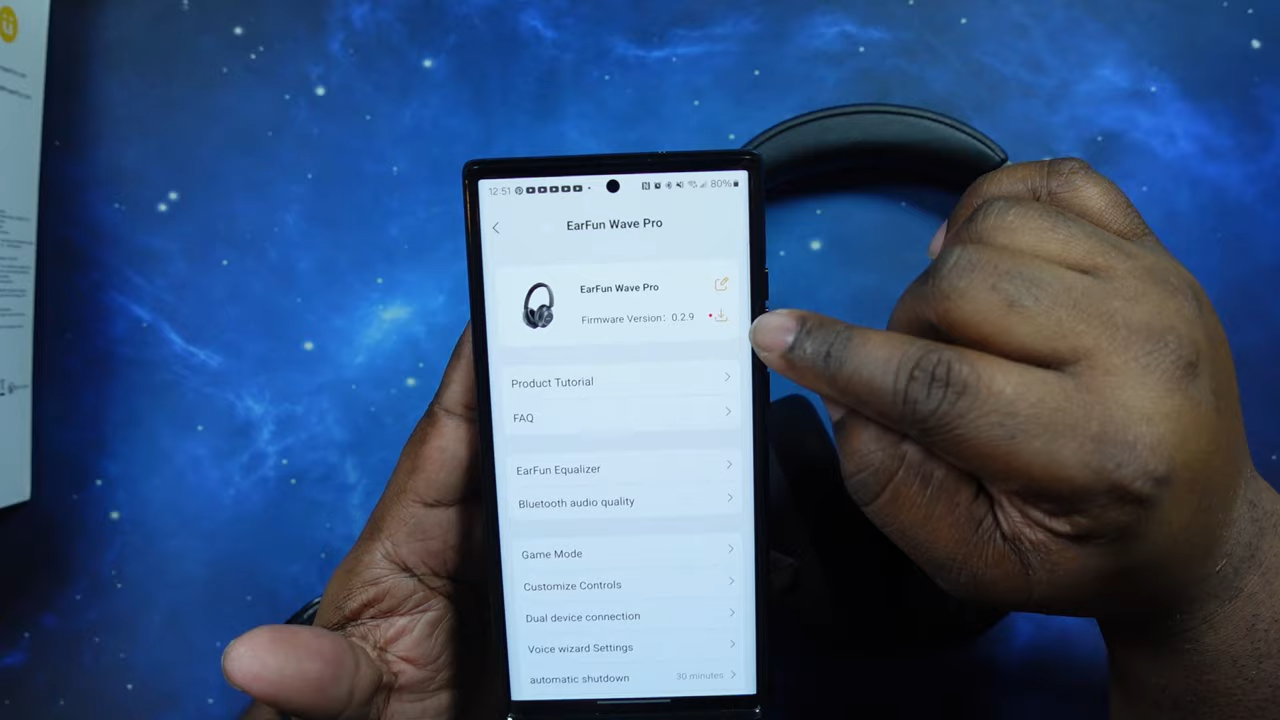 12:51 80%
EarFun Wave Pro
EarFun Wave Pro
Firmware Version: 0.2.9
Product Tutorial
FAQ
EarFun Equalizer
Bluetooth audio quality
Game Mode
Customize Controls
Dual device connection
Voice wizard Settings
automatic shutdown 30 minutes